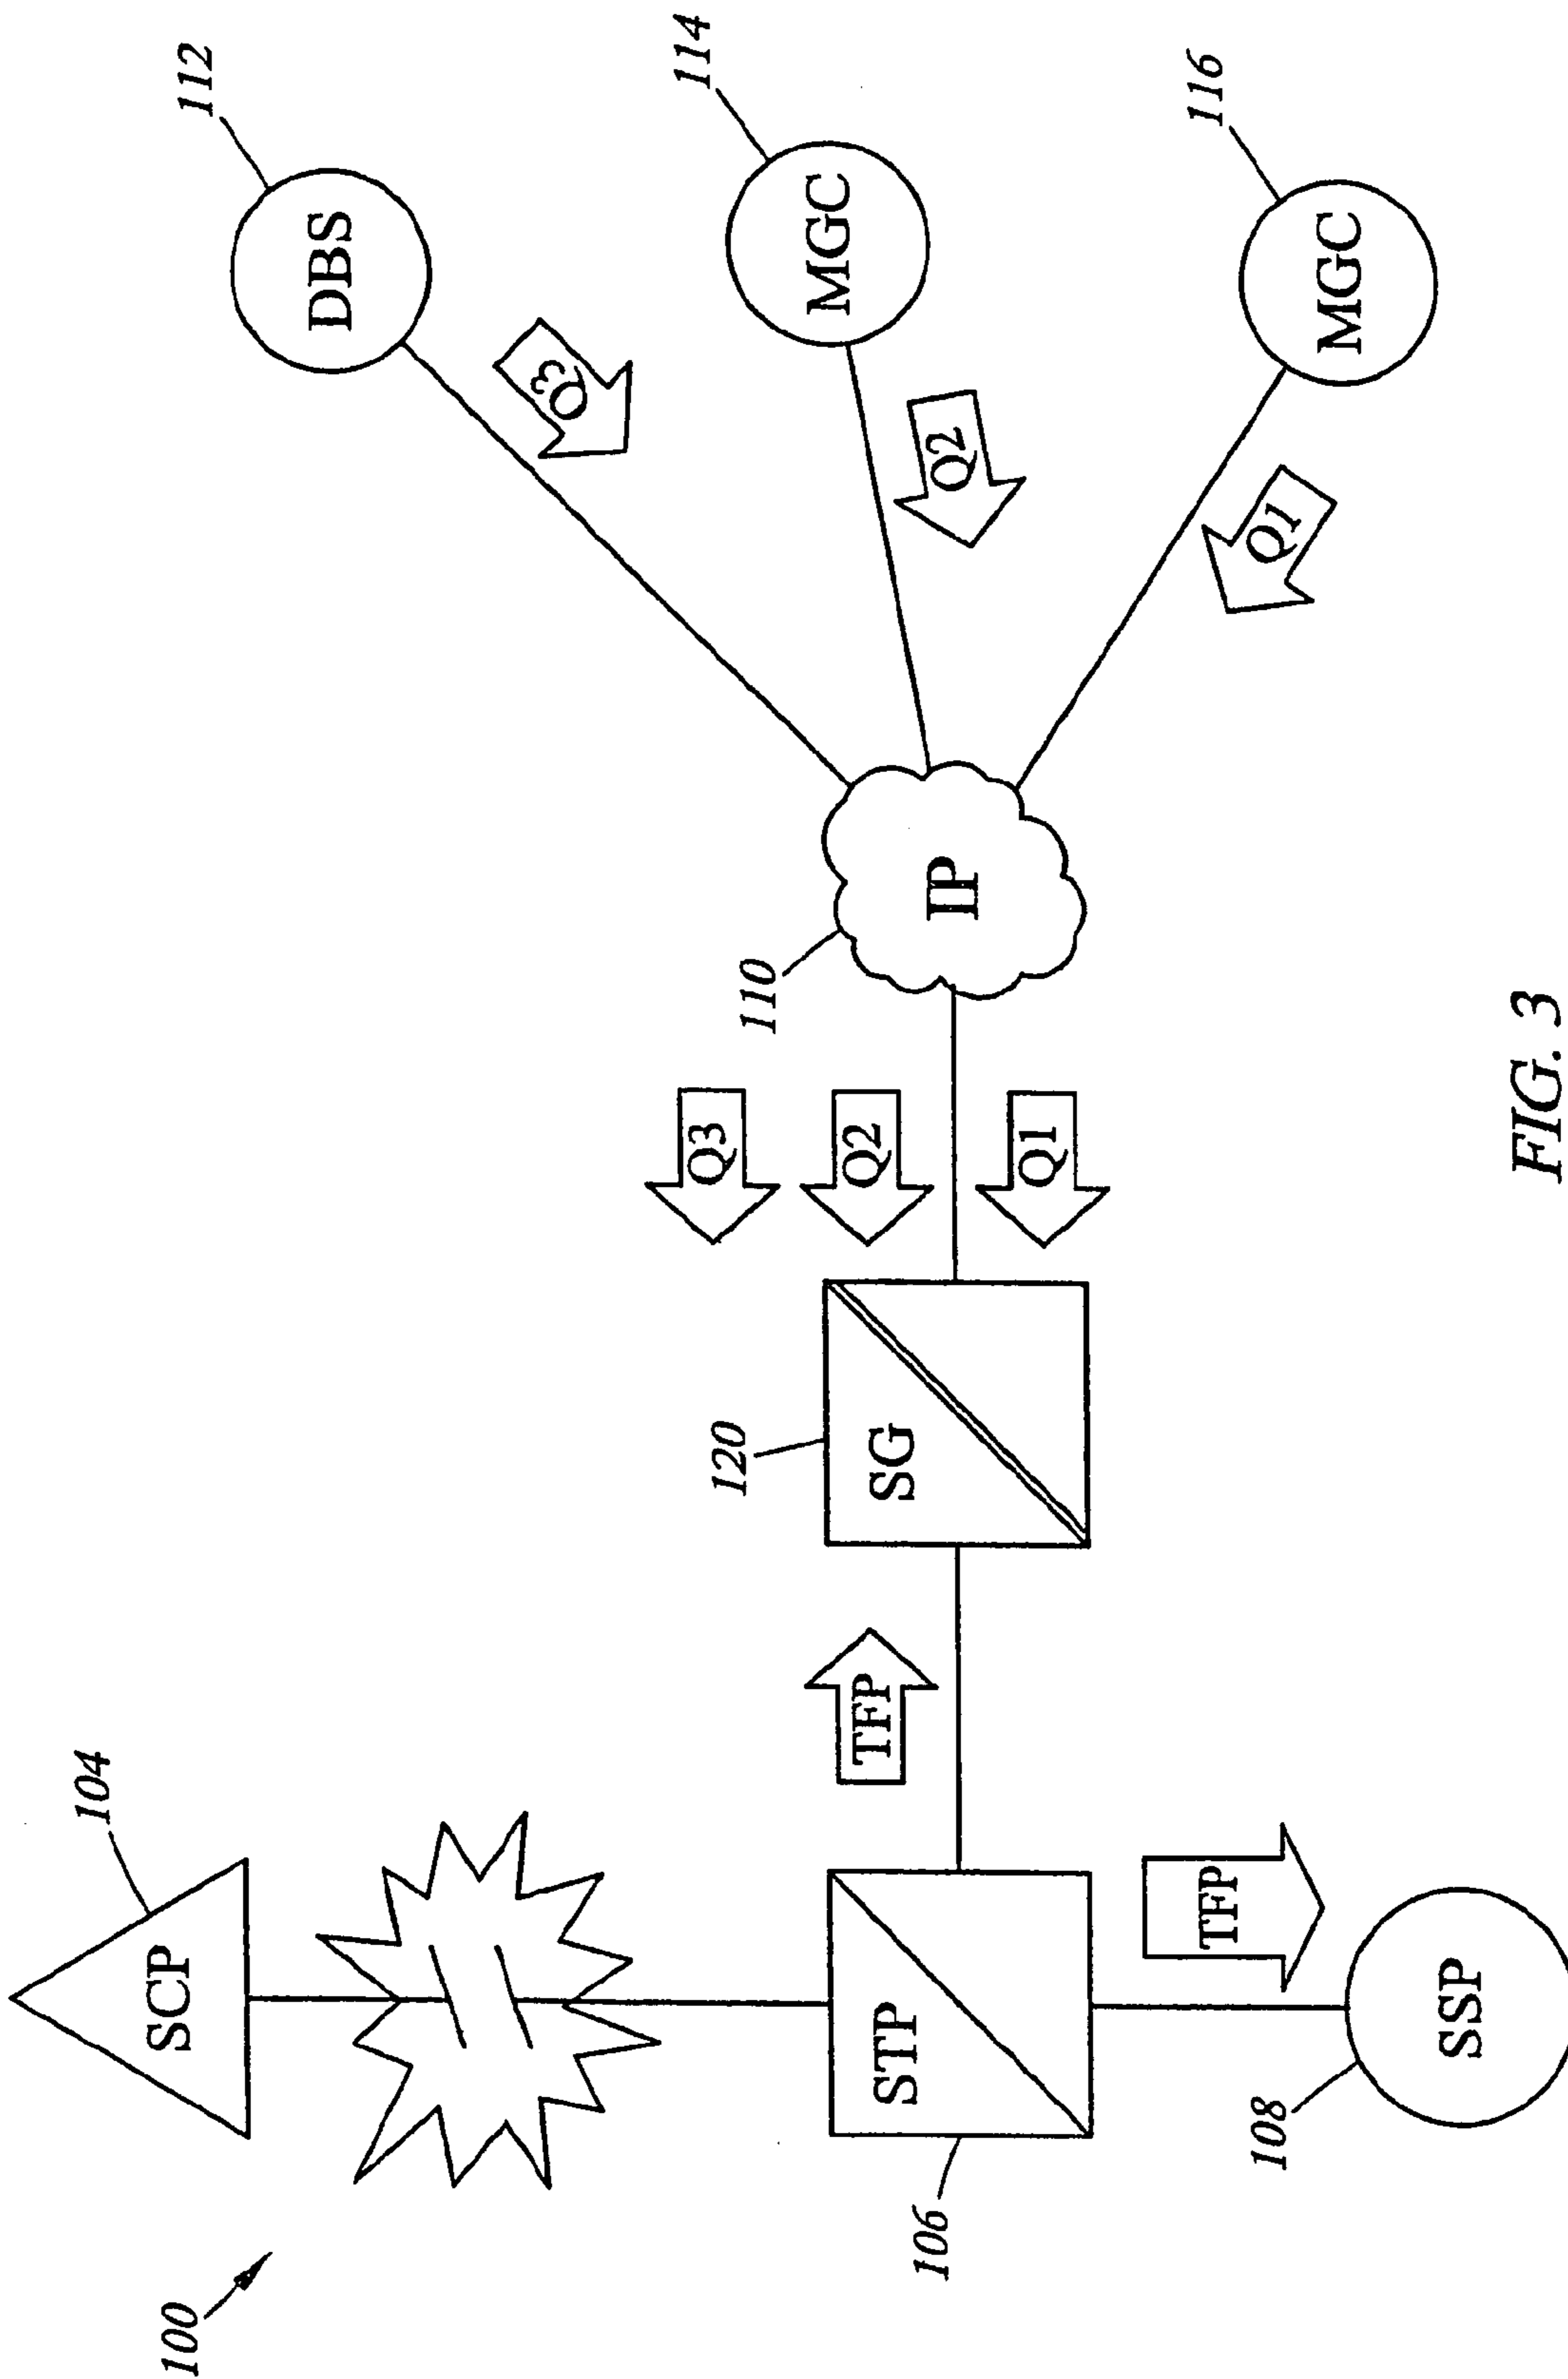 100
104
SCP
112
DBS
Q3
114
MGC
Q2
116
MGC
Q1
110
IP
Q3
Q2
Q1
120
SG
TFP
STP
106
TFP
108
SSP
FIG. 3